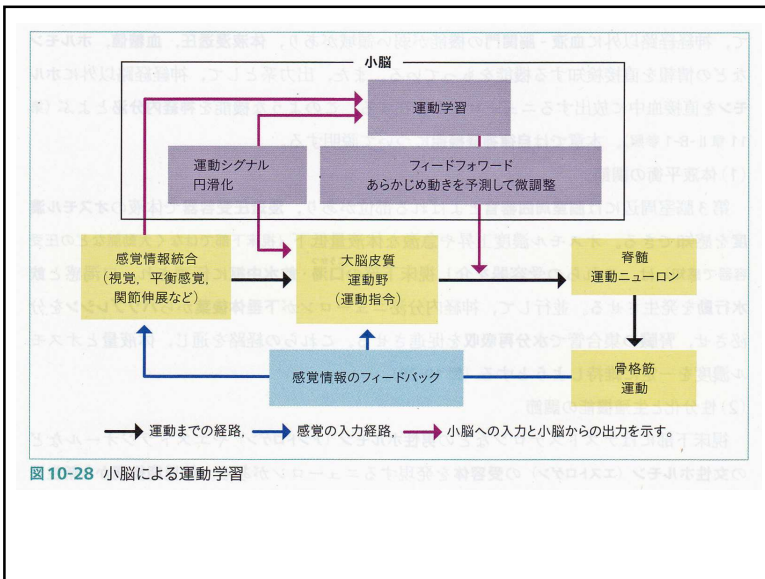 小脳
運動学習
運動シグナル
円滑化
フィードフォワード
あらかじめ動きを予測して微調整
感覚情報統合
(視覚,平衡感覚,
関節伸展など)
大脳皮質
運動野
(運動指令)
脊髄
運動ニューロン
感覚情報のフィードバック
骨格筋
運動
運動までの経路, 感覚の入力経路, 小脳への入力と小脳からの出力を示す。
図10-28 小脳による運動学習